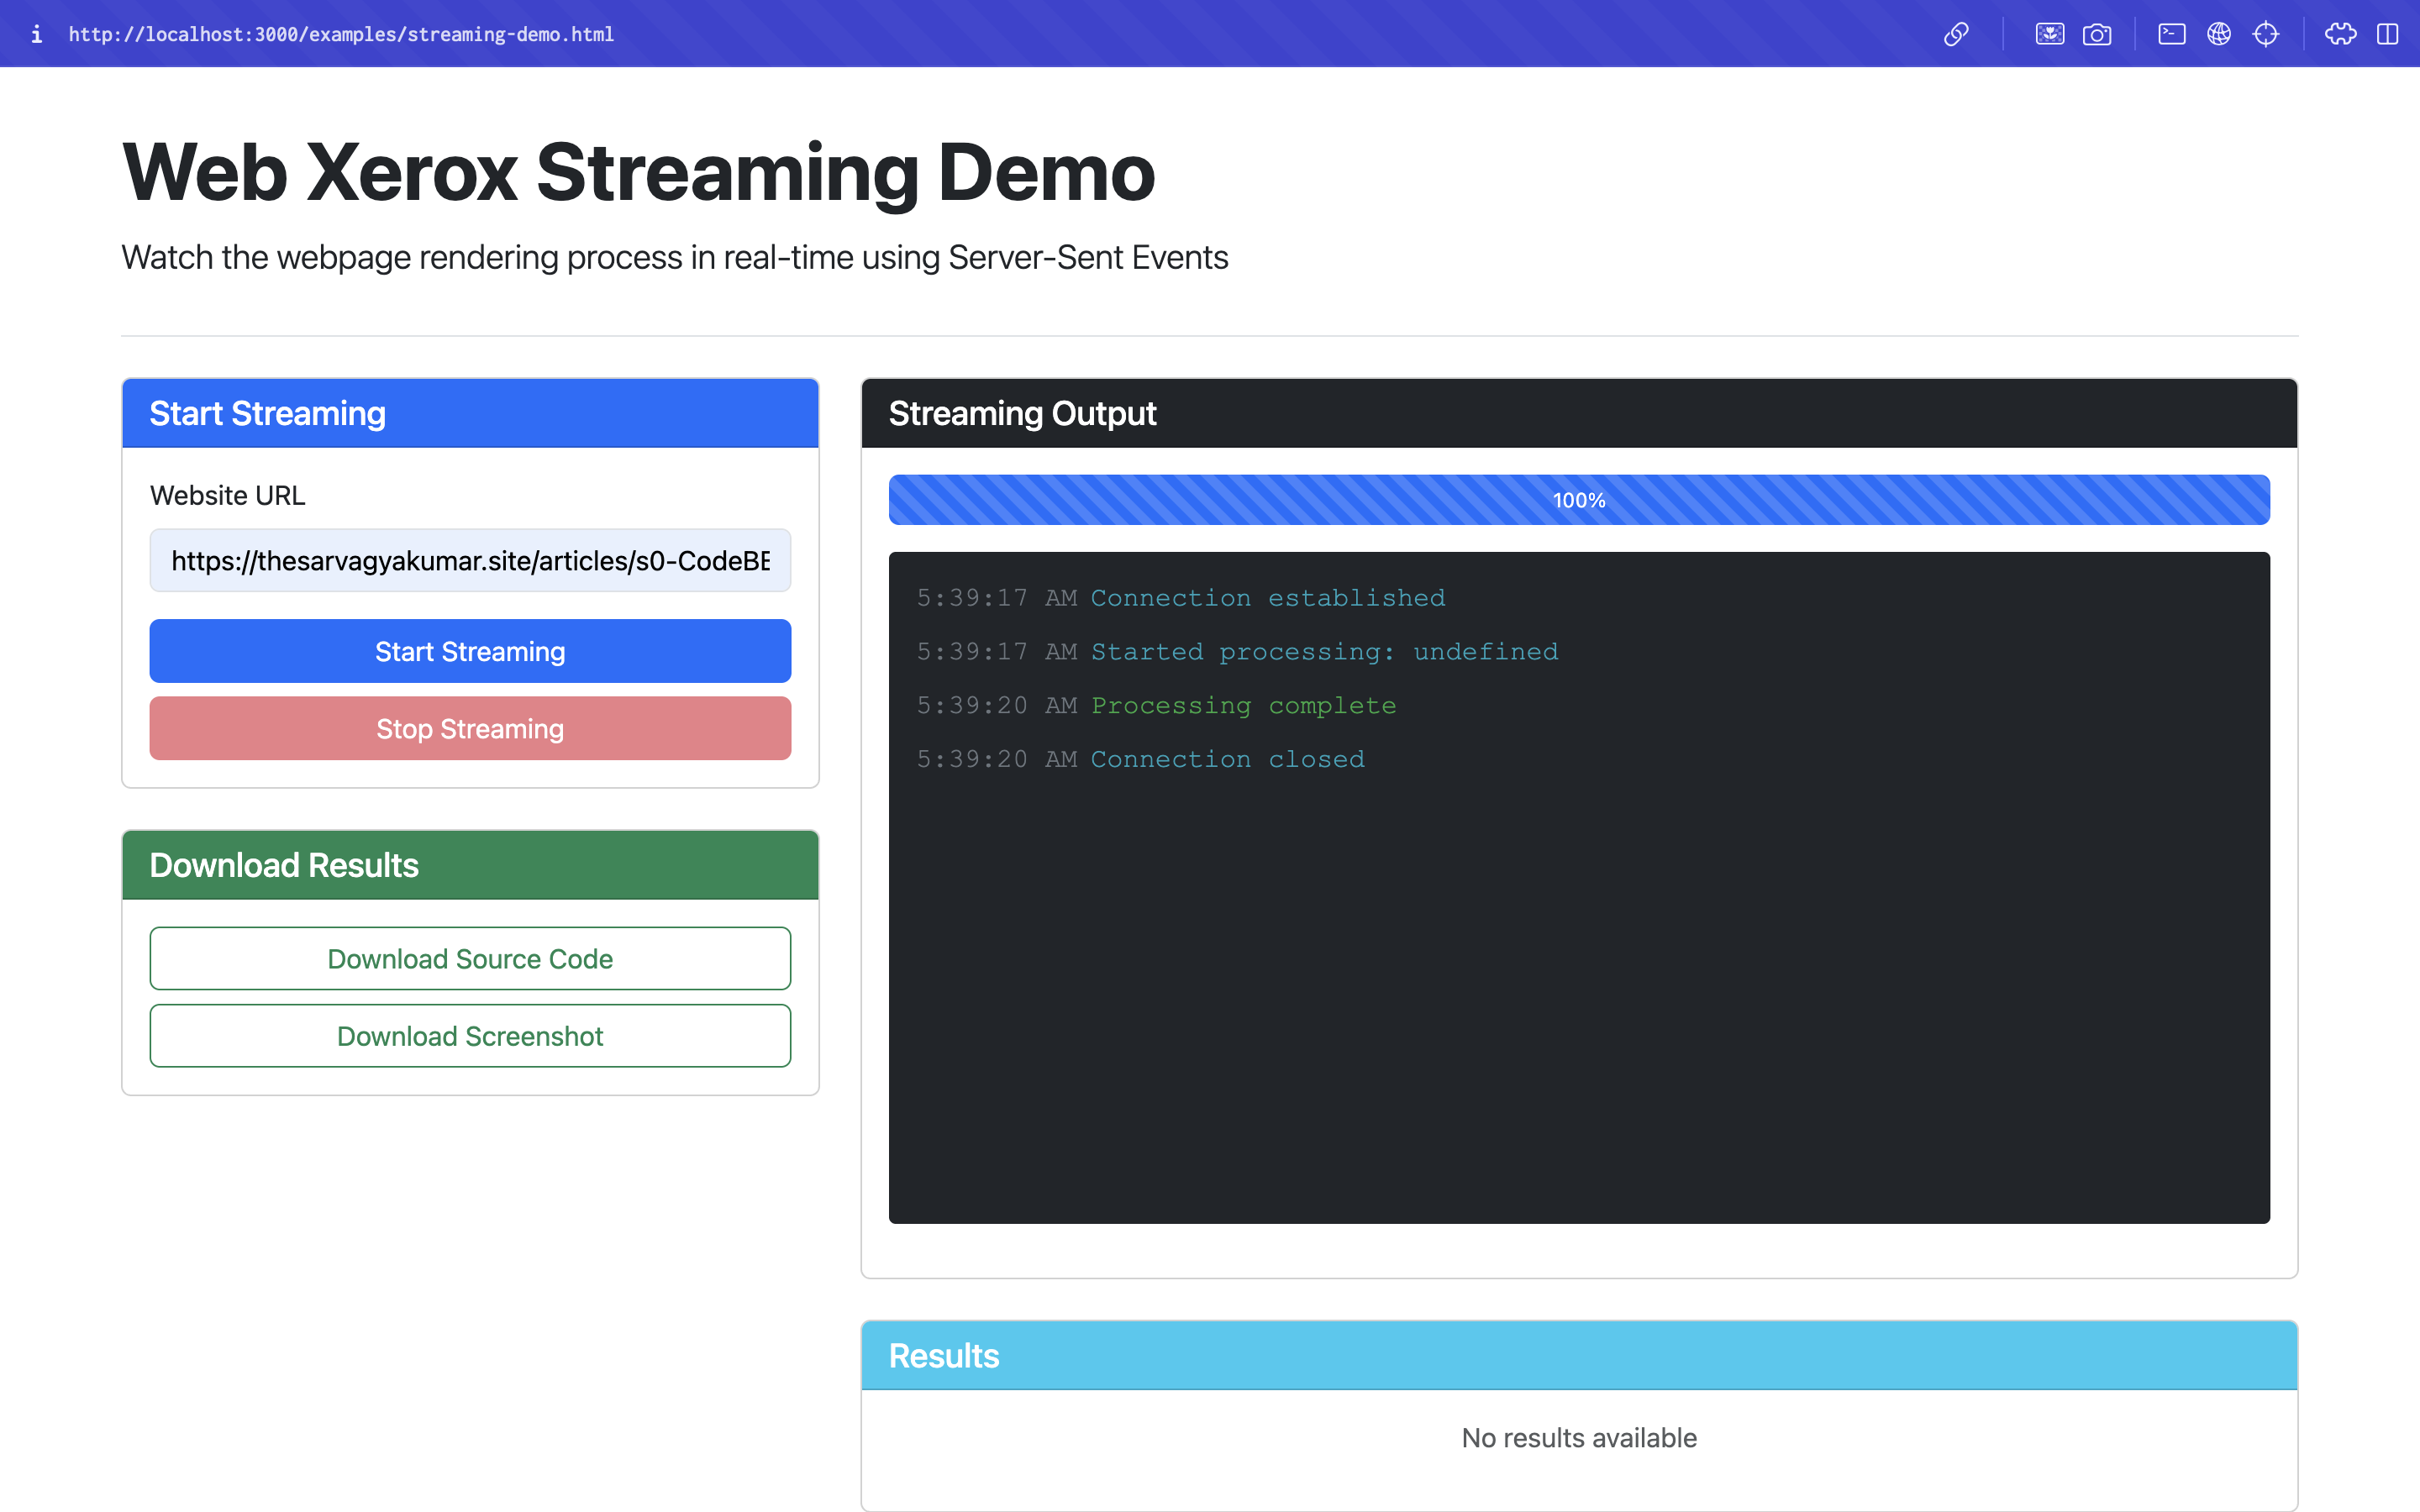 i http://localhost:3000/examples/streaming-demo.html
Web Xerox Streaming Demo
Watch the webpage rendering process in real-time using Server-Sent Events
Start Streaming
Website URL
https://thesarvagyakumar.site/articles/s0-CodeBE
Start Streaming
Stop Streaming
Download Results
Download Source Code
Download Screenshot
Streaming Output
100%
5:39:17 AM Connection established
5:39:17 AM Started processing: undefined
5:39:20 AM Processing complete
5:39:20 AM Connection closed
Results
No results available